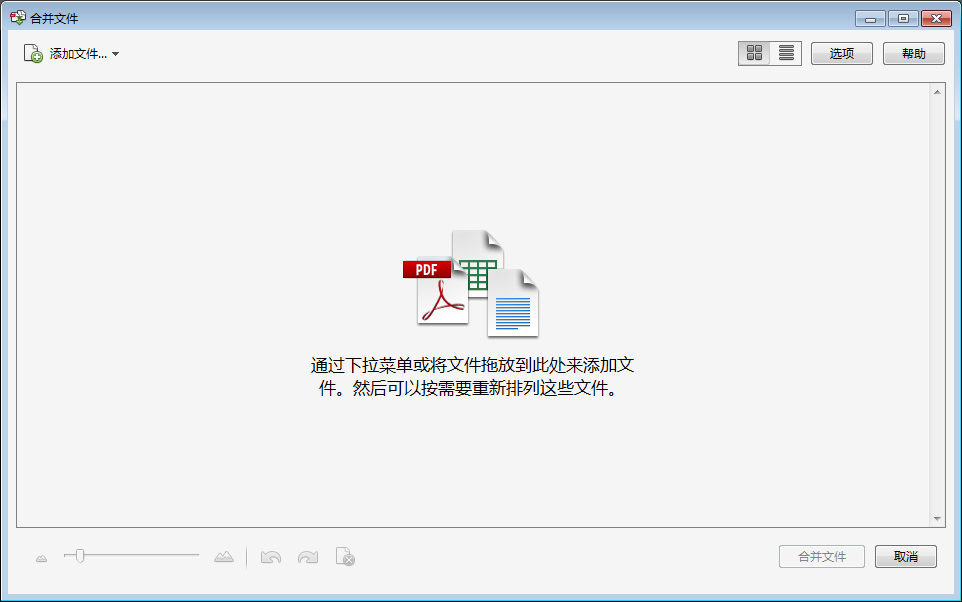 合并文件
添加文件...
选项
帮助
PDF
通过下拉菜单或将文件拖放到此处来添加文
件。然后可以按需要重新排列这些文件。
合并文件
取消